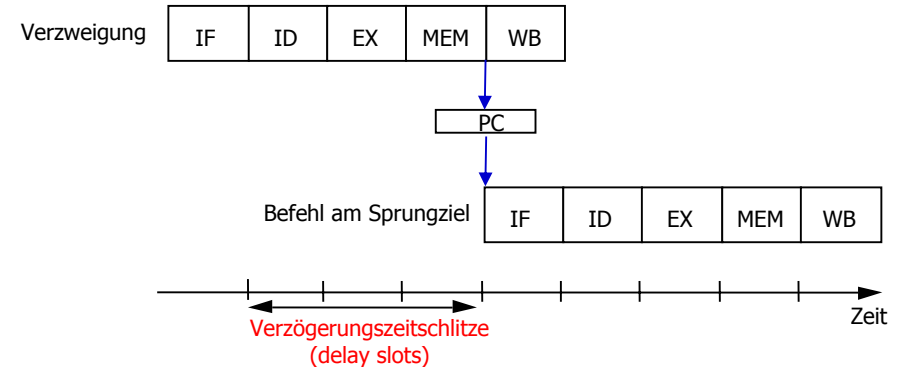 Verzweigung IF ID EX MEM WB
PC
Befehl am Sprungziel IF ID EX MEM WB
Zeit
Verzögerungszeitschlitze
(delay slots)